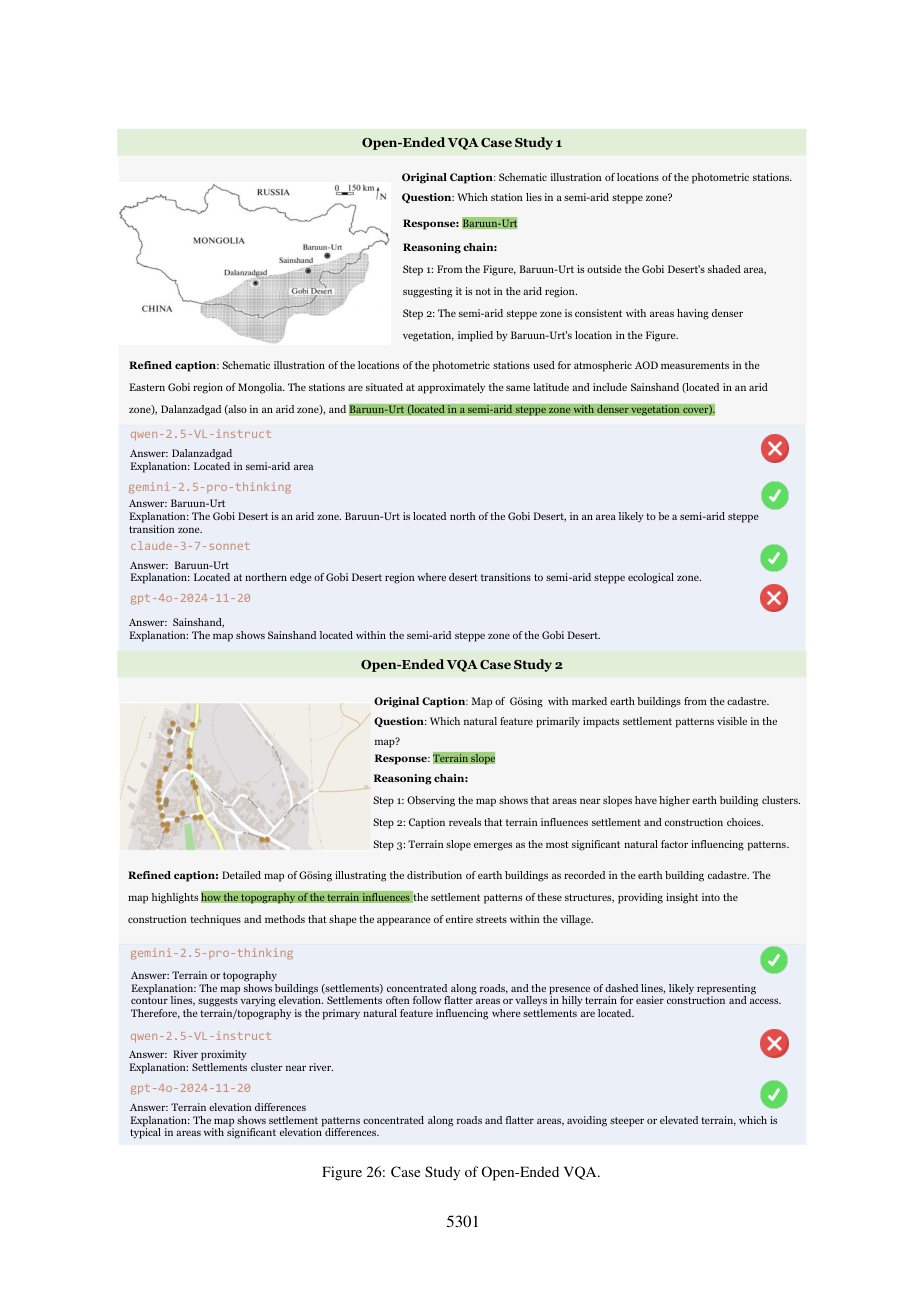 Open-Ended VQA Case Study 1
RUSSIA
0 150 km
N
MONGOLIA
Baruun-Urt
Sainshand
Dalanzadgad
Gobi Desert
CHINA
Original Caption: Schematic illustration of locations of the photometric stations.
Question: Which station lies in a semi-arid steppe zone?
Response: Baruun-Urt
Reasoning chain:
Step 1: From the Figure, Baruun-Urt is outside the Gobi Desert's shaded area,
suggesting it is not in the arid region.
Step 2: The semi-arid steppe zone is consistent with areas having denser
vegetation, implied by Baruun-Urt's location in the Figure.
Refined caption: Schematic illustration of the locations of the photometric stations used for atmospheric AOD measurements in the
Eastern Gobi region of Mongolia. The stations are situated at approximately the same latitude and include Sainshand (located in an arid
zone), Dalanzadgad (also in an arid zone), and Baruun-Urt (located in a semi-arid steppe zone with denser vegetation cover).
qwen-2.5-VL-instruct
Answer: Dalanzadgad
Explanation: Located in semi-arid area
gemini-2.5-pro-thinking
Answer: Baruun-Urt
Explanation: The Gobi Desert is an arid zone. Baruun-Urt is located north of the Gobi Desert, in an area likely to be a semi-arid steppe
transition zone.
claude-3-7-sonnet
Answer: Baruun-Urt
Explanation: Located at northern edge of Gobi Desert region where desert transitions to semi-arid steppe ecological zone.
gpt-4o-2024-11-20
Answer: Sainshand,
Explanation: The map shows Sainshand located within the semi-arid steppe zone of the Gobi Desert.
Open-Ended VQA Case Study 2
Original Caption: Map of Gösing with marked earth buildings from the cadastre.
Question: Which natural feature primarily impacts settlement patterns visible in the
map?
Response: Terrain slope
Reasoning chain:
Step 1: Observing the map shows that areas near slopes have higher earth building clusters.
Step 2: Caption reveals that terrain influences settlement and construction choices.
Step 3: Terrain slope emerges as the most significant natural factor influencing patterns.
Refined caption: Detailed map of Gösing illustrating the distribution of earth buildings as recorded in the earth building cadastre. The
map highlights how the topography of the terrain influences the settlement patterns of these structures, providing insight into the
construction techniques and methods that shape the appearance of entire streets within the village.
gemini-2.5-pro-thinking
Answer: Terrain or topography
Eexplanation: The map shows buildings (settlements) concentrated along roads, and the presence of dashed lines, likely representing
contour lines, suggests varying elevation. Settlements often follow flatter areas or valleys in hilly terrain for easier construction and access.
Therefore, the terrain/topography is the primary natural feature influencing where settlements are located.
qwen-2.5-VL-instruct
Answer: River proximity
Explanation: Settlements cluster near river.
gpt-4o-2024-11-20
Answer: Terrain elevation differences
Explanation: The map shows settlement patterns concentrated along roads and flatter areas, avoiding steeper or elevated terrain, which is
typical in areas with significant elevation differences.
Figure 26: Case Study of Open-Ended VQA.
5301